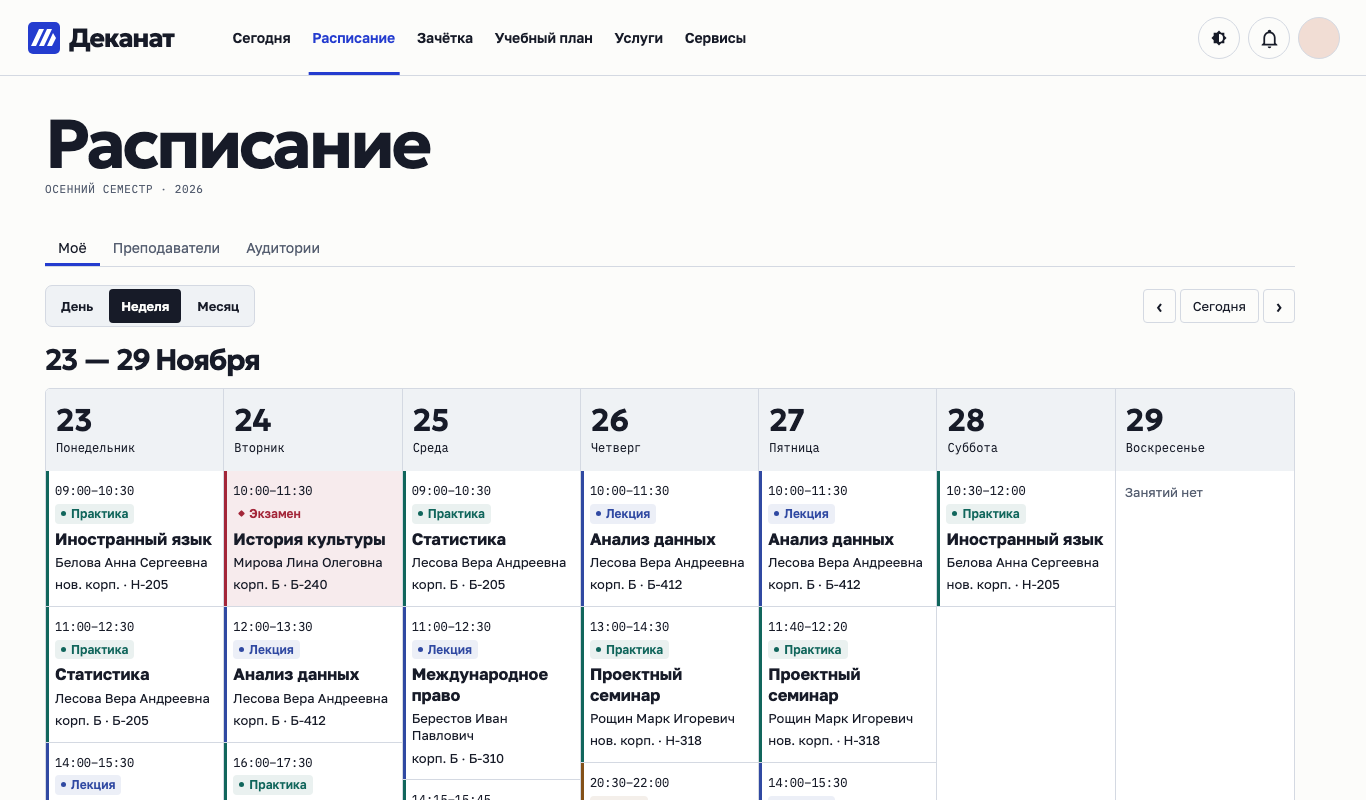 Деканат
Сегодня Расписание Зачётка Учебный план Услуги Сервисы
Расписание
ОСЕННИЙ СЕМЕСТР · 2026
Моё Преподаватели Аудитории
День Неделя Месяц
‹ Сегодня ›
23 — 29 Ноября
23
Понедельник
24
Вторник
25
Среда
26
Четверг
27
Пятница
28
Суббота
29
Воскресенье
09:00–10:30
Практика
Иностранный язык
Белова Анна Сергеевна
нов. корп. · Н-205
11:00–12:30
Практика
Статистика
Лесова Вера Андреевна
корп. Б · Б-205
14:00–15:30
Лекция
10:00–11:30
Экзамен
История культуры
Мирова Лина Олеговна
корп. Б · Б-240
12:00–13:30
Лекция
Анализ данных
Лесова Вера Андреевна
корп. Б · Б-412
16:00–17:30
Практика
09:00–10:30
Практика
Статистика
Лесова Вера Андреевна
корп. Б · Б-205
11:00–12:30
Лекция
Международное
право
Берестов Иван
Павлович
корп. Б · Б-310
14:15–15:45
10:00–11:30
Лекция
Анализ данных
Лесова Вера Андреевна
корп. Б · Б-412
13:00–14:30
Практика
Проектный
семинар
Рощин Марк Игоревич
нов. корп. · Н-318
20:30–22:00
10:00–11:30
Лекция
Анализ данных
Лесова Вера Андреевна
корп. Б · Б-412
11:40–12:20
Практика
Проектный
семинар
Рощин Марк Игоревич
нов. корп. · Н-318
14:00–15:30
10:30–12:00
Практика
Иностранный язык
Белова Анна Сергеевна
нов. корп. · Н-205
Занятий нет